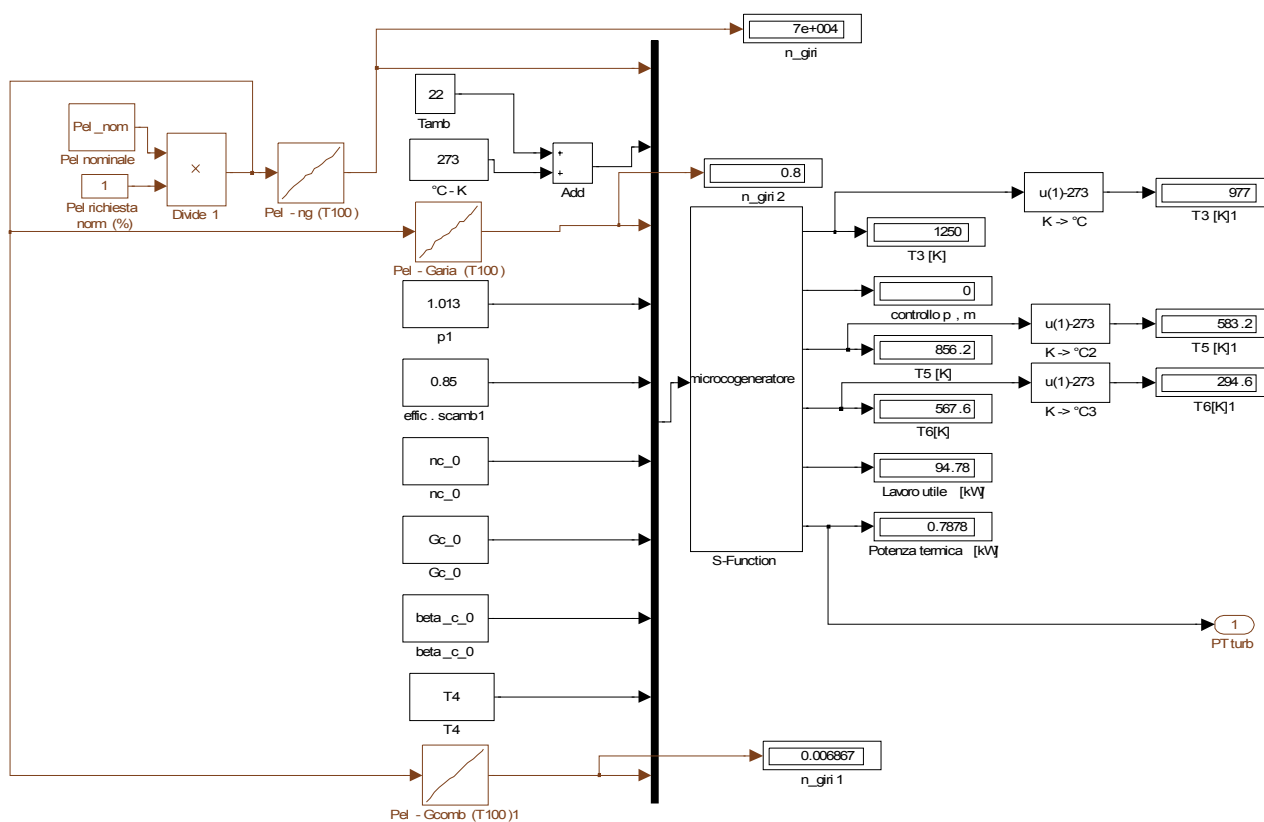 7e+004
n_giri
22
Tamb
Pel _nom
Pel nominale
×
273
°C - K
+
+
Add
0.8
n_giri 2
1
Pel richiesta
norm (%)
Divide 1
Pel - ng (T100 )
u(1)-273
K -> °C
977
T3 [K]1
1250
T3 [K]
Pel - Garia (T100 )
1.013
p1
0
controllo p , m
u(1)-273
K -> °C2
583.2
T5 [K]1
856.2
T5 [K]
microcogeneratore
0.85
effic . scamb1
u(1)-273
K -> °C3
294.6
T6[K]1
567.6
T6[K]
nc_0
nc_0
94.78
Lavoro utile [kW]
Gc_0
Gc_0
0.7878
Potenza termica [kW]
S-Function
beta _c_0
beta _c_0
1
PT turb
T4
T4
0.006867
n_giri 1
Pel - Gcomb (T100 )1